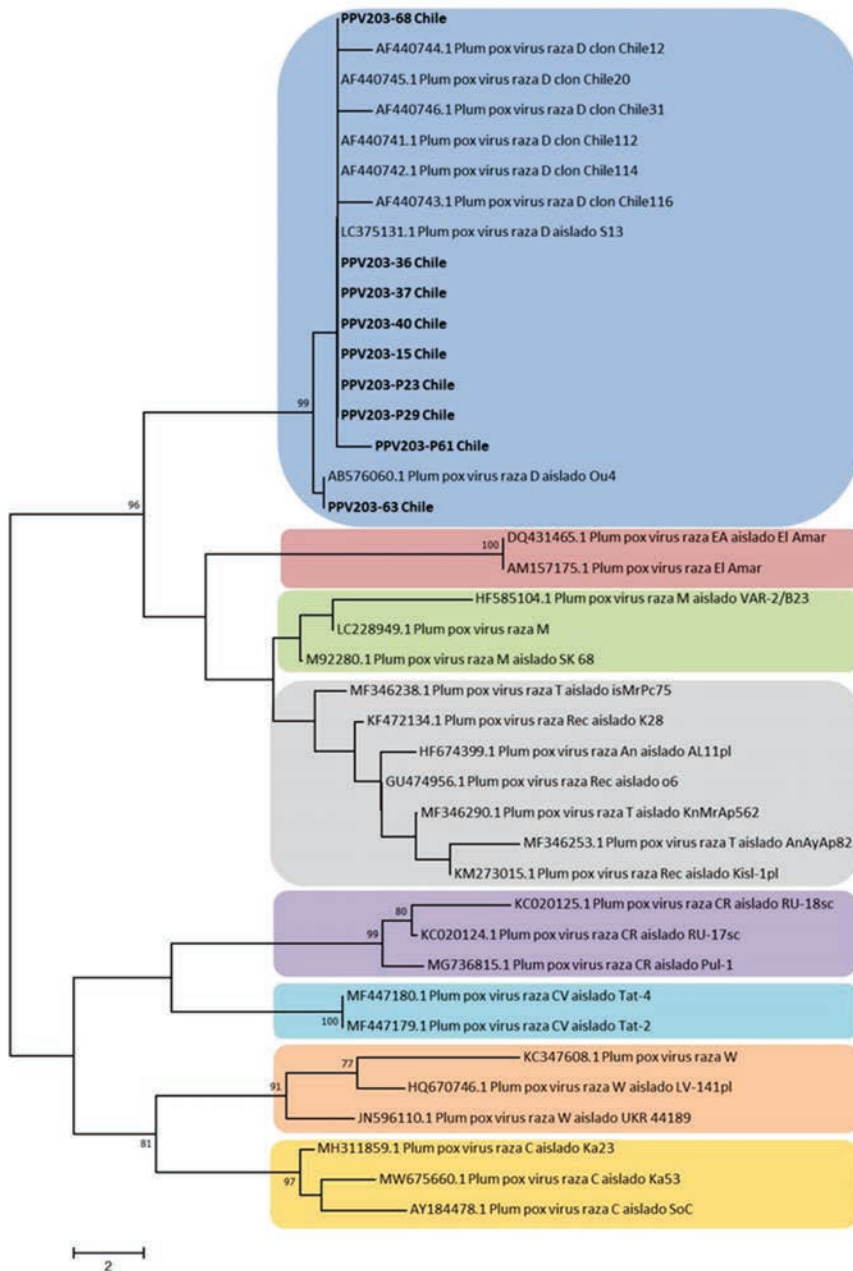 PPV203-68 Chile
AF440744.1 Plum pox virus raza D clon Chile12
AF440745.1 Plum pox virus raza D clon Chile20
AF440746.1 Plum pox virus raza D clon Chile31
AF440741.1 Plum pox virus raza D clon Chile112
AF440742.1 Plum pox virus raza D clon Chile114
AF440743.1 Plum pox virus raza D clon Chile116
LC375131.1 Plum pox virus raza D aislado S13
PPV203-36 Chile
PPV203-37 Chile
PPV203-40 Chile
PPV203-15 Chile
PPV203-P23 Chile
99
PPV203-P29 Chile
PPV203-P61 Chile
AB576060.1 Plum pox virus raza D aislado Ou4
96
PPV203-63 Chile
DQ431465.1 Plum pox virus raza EA aislado El Amar
100
AM157175.1 Plum pox virus raza El Amar
HF585104.1 Plum pox virus raza M aislado VAR-2/B23
LC228949.1 Plum pox virus raza M
M92280.1 Plum pox virus raza M aislado SK 68
MF346238.1 Plum pox virus raza T aislado isMrPc75
KF472134.1 Plum pox virus raza Rec aislado K28
HF674399.1 Plum pox virus raza An aislado AL11pl
GU474956.1 Plum pox virus raza Rec aislado o6
MF346290.1 Plum pox virus raza T aislado KnMrAp562
MF346253.1 Plum pox virus raza T aislado AnAyAp82
KM273015.1 Plum pox virus raza Rec aislado Kisl-1pl
KC020125.1 Plum pox virus raza CR aislado RU-18sc
80
99
KC020124.1 Plum pox virus raza CR aislado RU-17sc
MG736815.1 Plum pox virus raza CR aislado Pul-1
MF447180.1 Plum pox virus raza CV aislado Tat-4
100
MF447179.1 Plum pox virus raza CV aislado Tat-2
KC347608.1 Plum pox virus raza W
77
91
HQ670746.1 Plum pox virus raza W aislado LV-141pl
JN596110.1 Plum pox virus raza W aislado UKR 44189
81
MH311859.1 Plum pox virus raza C aislado Ka23
97
MW675660.1 Plum pox virus raza C aislado Ka53
AY184478.1 Plum pox virus raza C aislado SoC
2